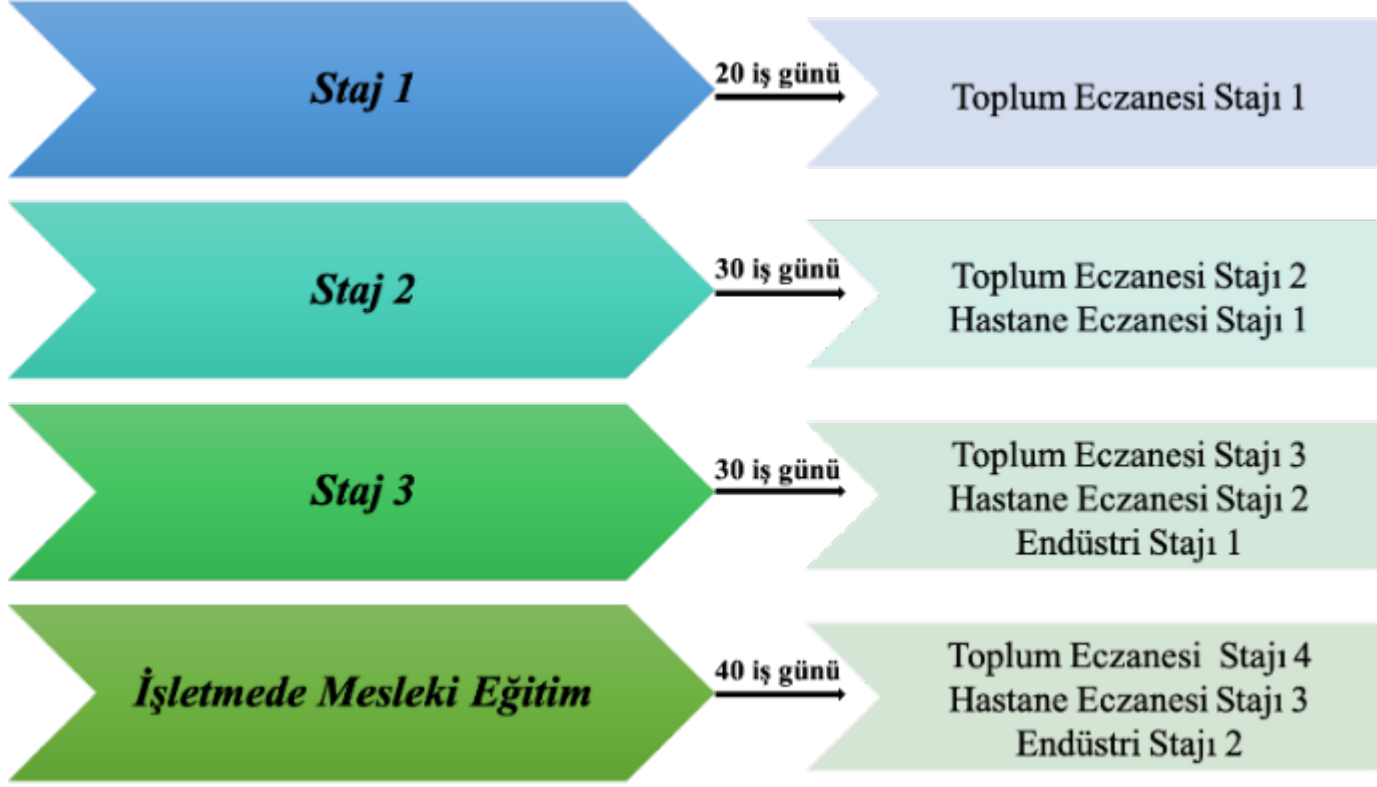 Staj 1
20 iş günü
Toplum Eczanesi Stajı 1
Staj 2
30 iş günü
Toplum Eczanesi Stajı 2
Hastane Eczanesi Stajı 1
Staj 3
30 iş günü
Toplum Eczanesi Stajı 3
Hastane Eczanesi Stajı 2
Endüstri Stajı 1
İşletmede Mesleki Eğitim
40 iş günü
Toplum Eczanesi  Stajı 4
Hastane Eczanesi Stajı 3
Endüstri Stajı 2